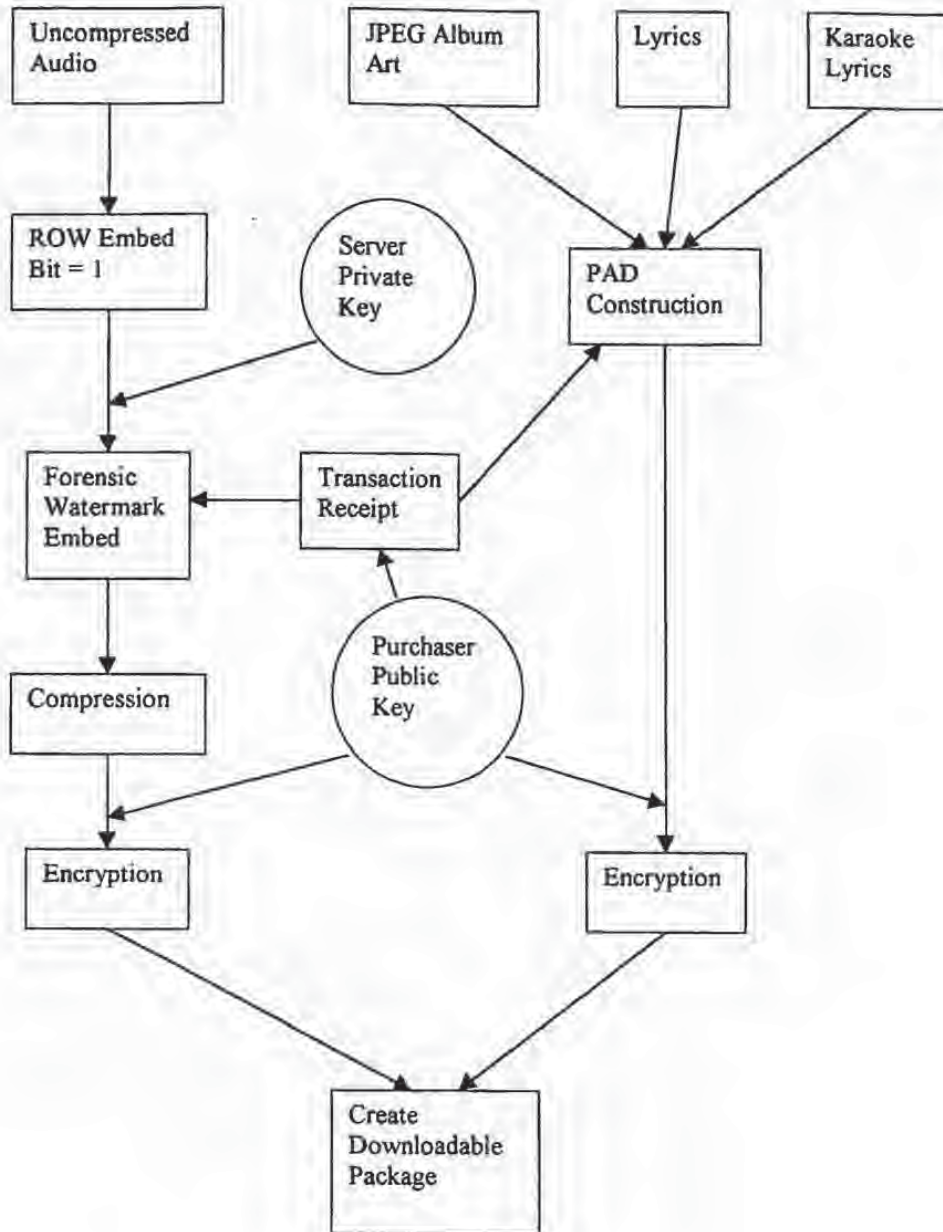 Uncompressed
Audio
JPEG Album
Art
Lyrics
Karaoke
Lyrics
ROW Embed
Bit = 1
Server
Private
Key
PAD
Construction
Forensic
Watermark
Embed
Transaction
Receipt
Purchaser
Public
Key
Compression
Encryption
Encryption
Create
Downloadable
Package